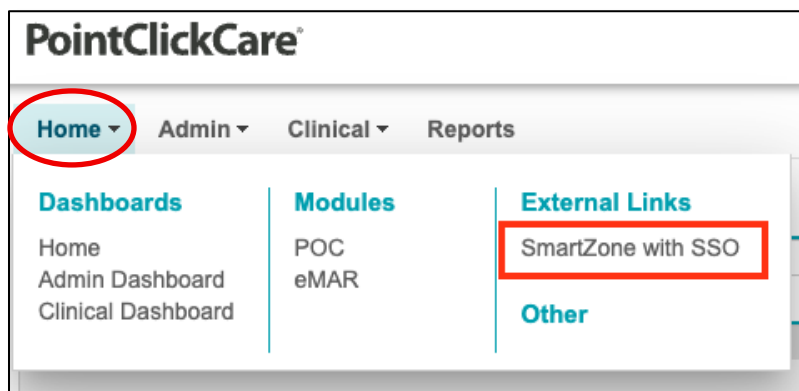 PointClickCare®
Home Admin Clinical Reports
Dashboards
Home
Admin Dashboard
Clinical Dashboard
Modules
POC
eMAR
External Links
SmartZone with SSO
Other